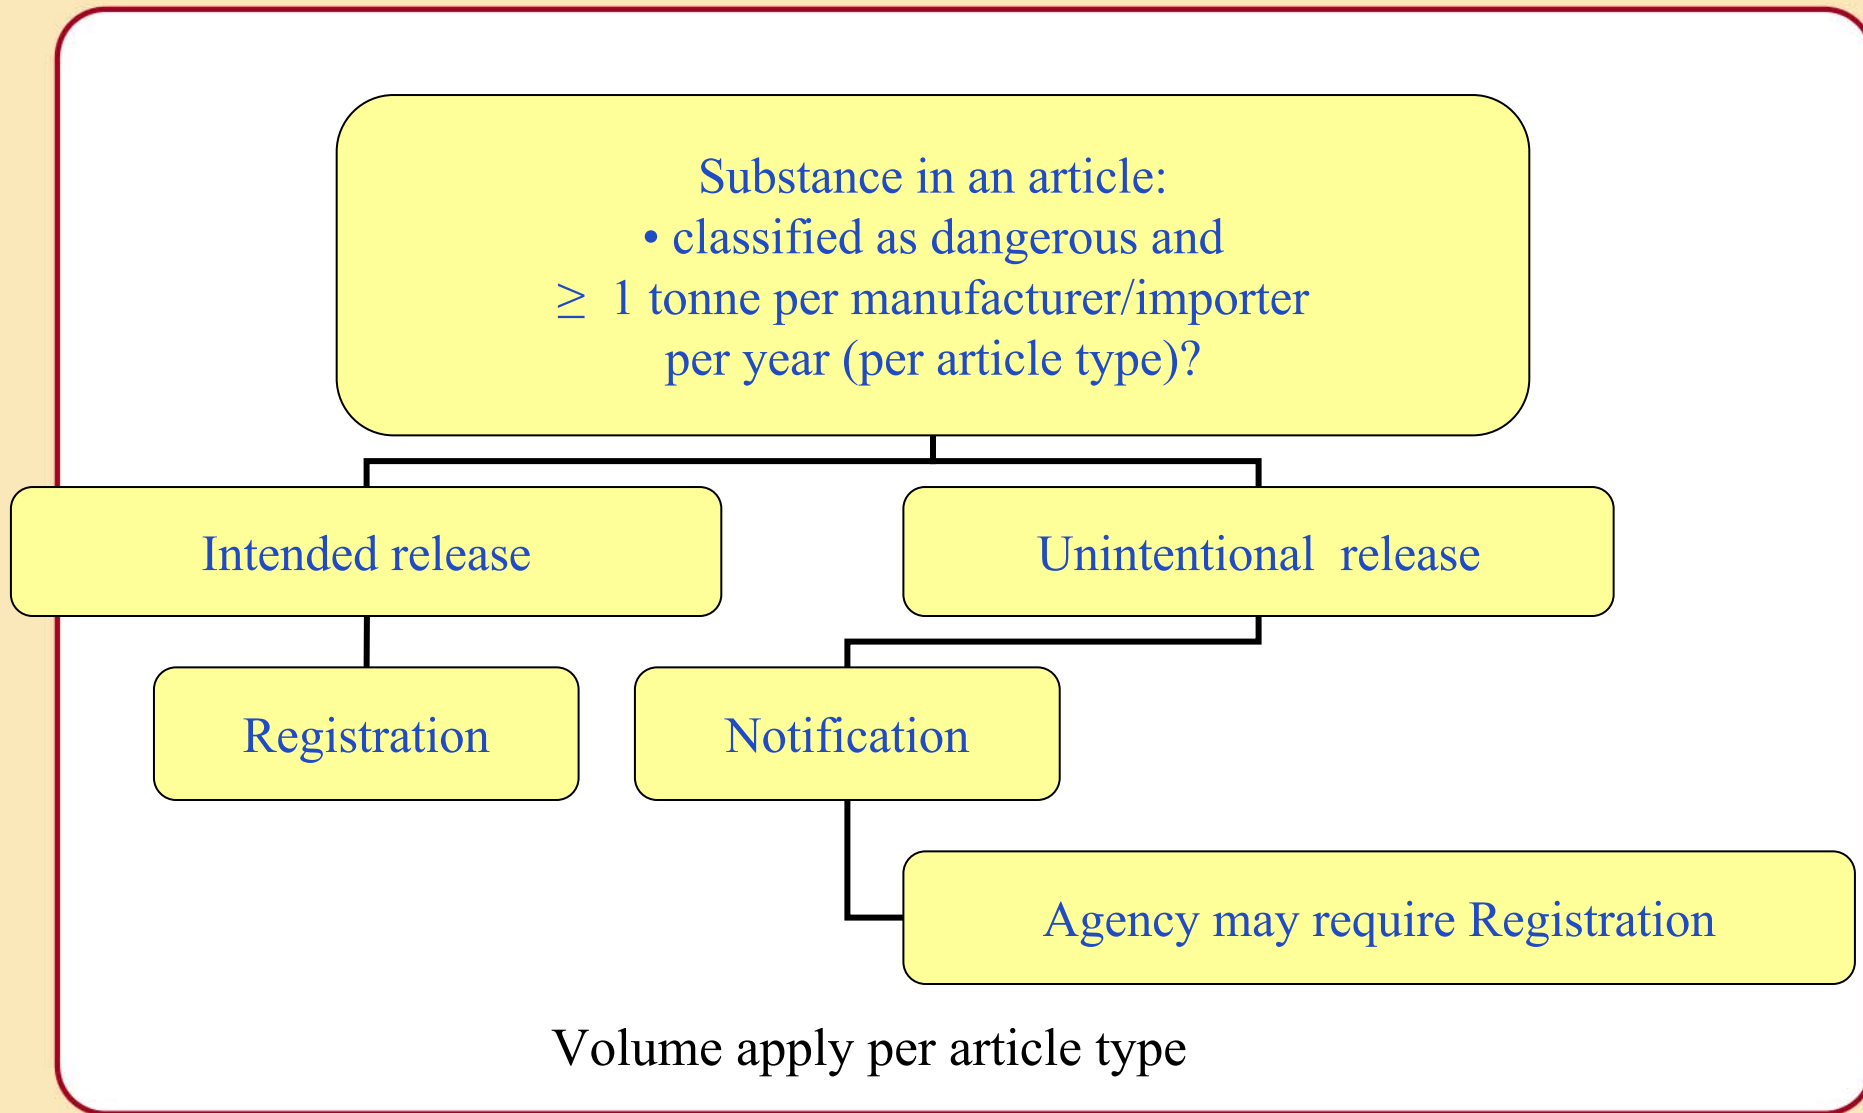 Substance in an article:
• classified as dangerous and
≥ 1 tonne per manufacturer/importer
per year (per article type)?
Intended release
Unintentional release
Registration
Notification
Agency may require Registration
Volume apply per article type